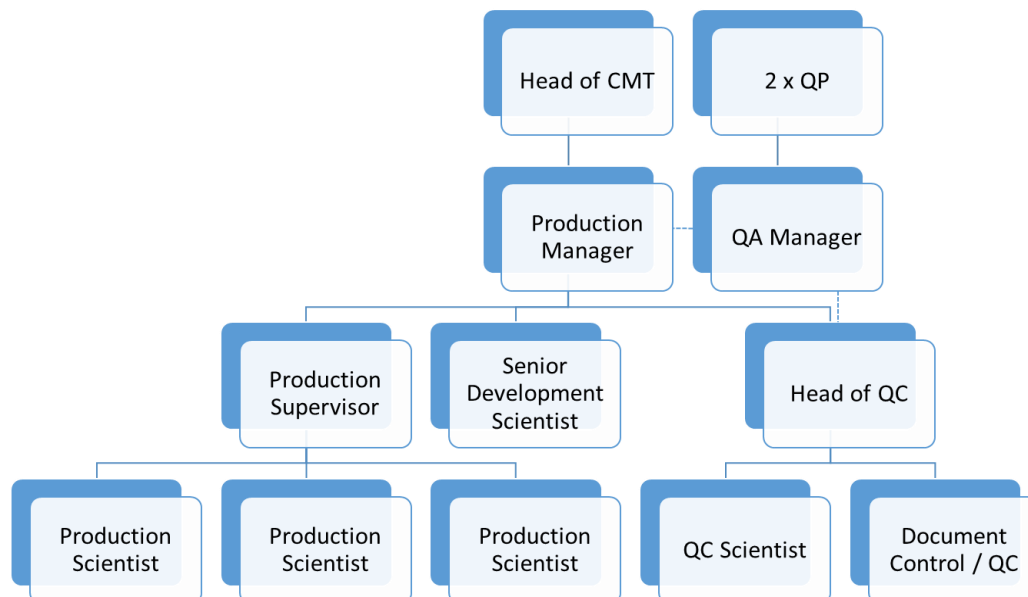 Head of CMT
2 x QP
Production
Manager
QA Manager
Production
Supervisor
Senior
Development
Scientist
Head of QC
Production
Scientist
Production
Scientist
Production
Scientist
QC Scientist
Document
Control / QC